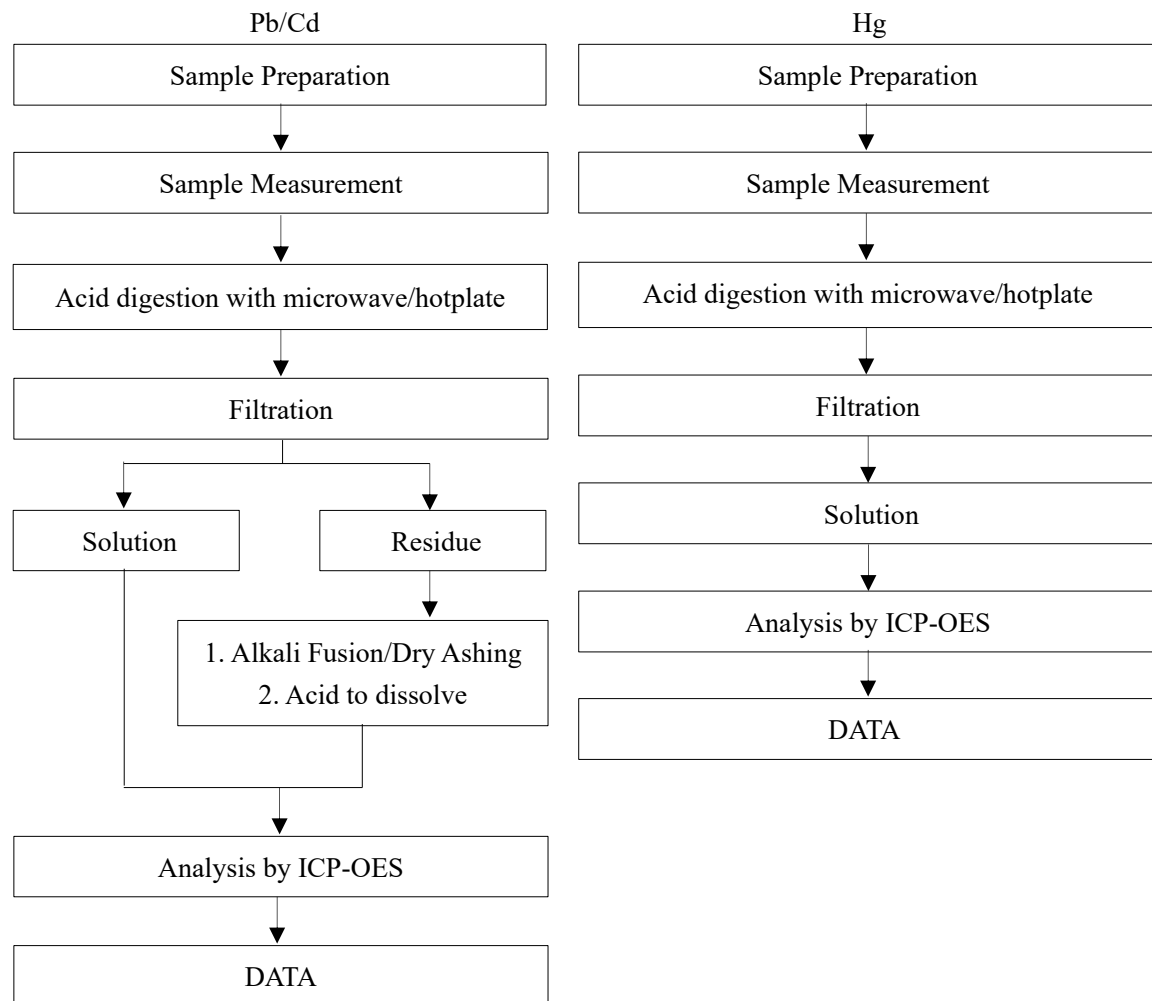 Pb/Cd
Sample Preparation
Sample Measurement
Acid digestion with microwave/hotplate
Filtration
Solution
Residue
1. Alkali Fusion/Dry Ashing
2. Acid to dissolve
Analysis by ICP-OES
DATA
Hg
Sample Preparation
Sample Measurement
Acid digestion with microwave/hotplate
Filtration
Solution
Analysis by ICP-OES
DATA